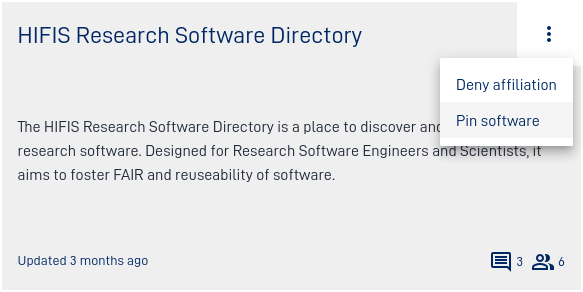 HIFIS Research Software Directory
Deny affiliation
Pin software
The HIFIS Research Software Directory is a place to discover and
research software. Designed for Research Software Engineers and Scientists, it
aims to foster FAIR and reuseability of software.
Updated 3 months ago
3
6